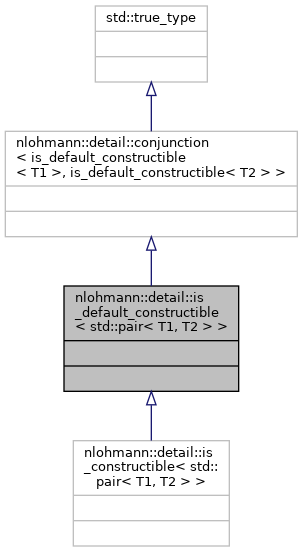 std::true_type
nlohmann::detail::conjunction
< is_default_constructible
< T1 >, is_default_constructible< T2 > >
nlohmann::detail::is
_default_constructible
< std::pair< T1, T2 > >
nlohmann::detail::is
_constructible< std::
pair< T1, T2 > >